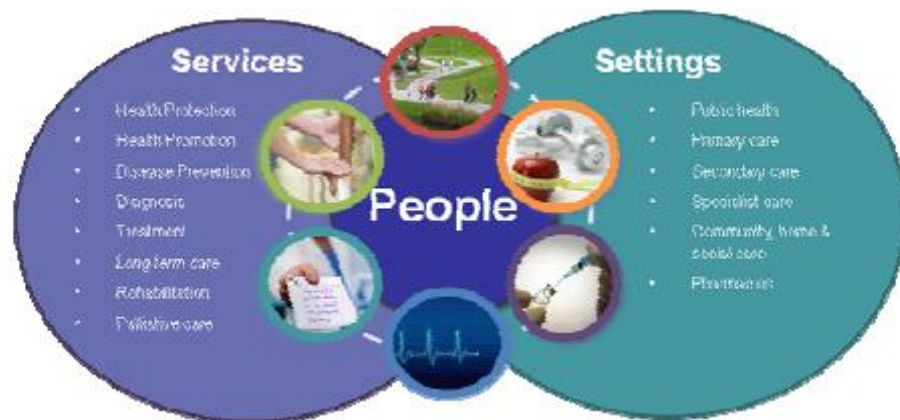 Services
Health Protection
Health Promotion
Disease Prevention
Diagnosis
Treatment
Long term care
Rehabilitation
Palliative care
People
Settings
Public health
Primary care
Secondary care
Specialist care
Community, home &
social care
Pharmacies